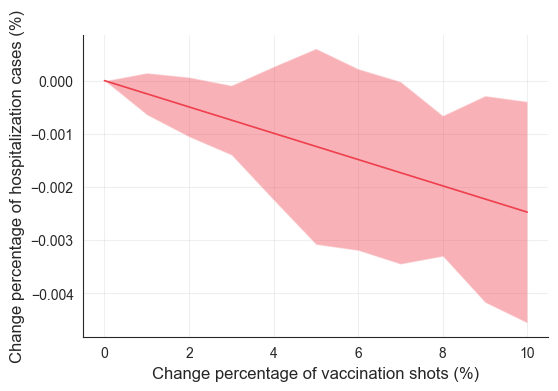 Change percentage of hospitalization cases (%)
0.000
−0.001
−0.002
−0.003
−0.004
0 2 4 6 8 10
Change percentage of vaccination shots (%)